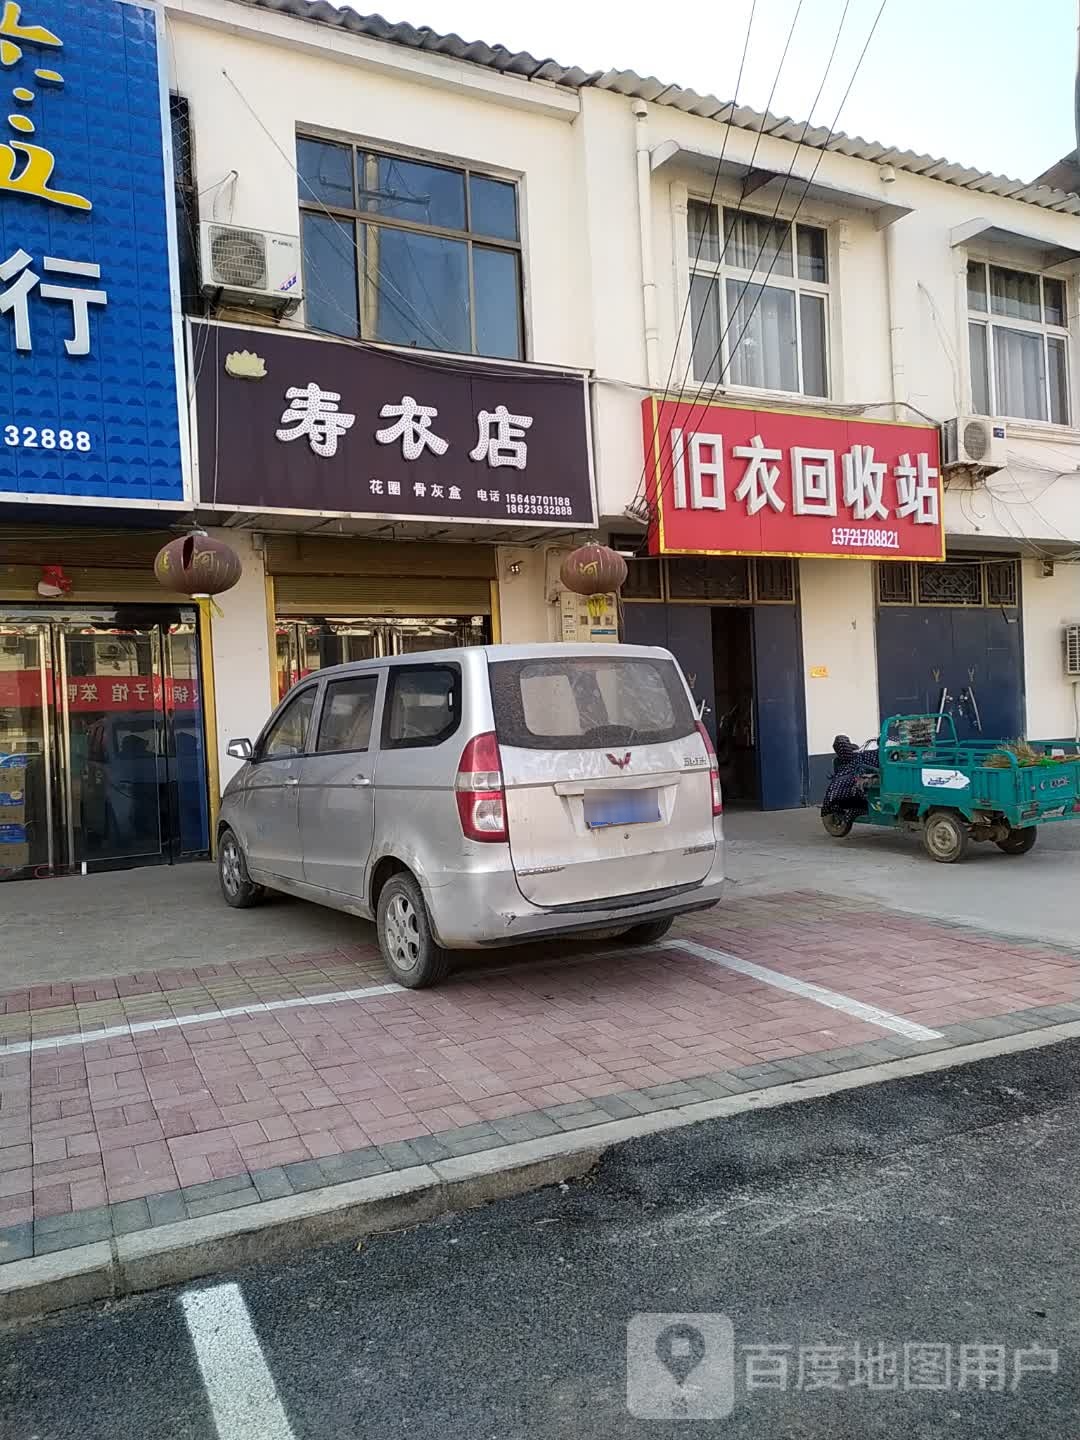 行
32888
寿衣店
花圈 骨灰盒 电话 15649701188
18623932888
旧衣回收站
13721788821
河
百度地图用户